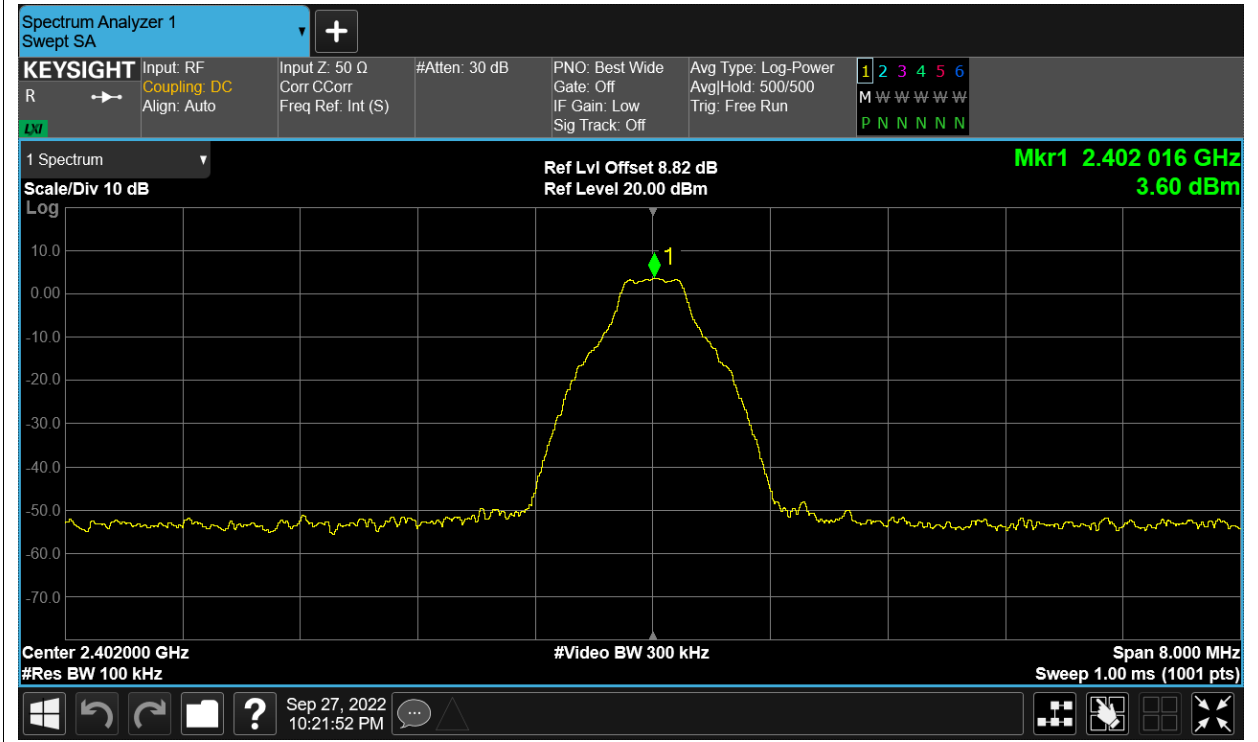 Spectrum Analyzer 1
Swept SA
+
KEYSIGHT
R
LXI
Input: RF
Coupling: DC
Align: Auto
Input Z: 50 Ω
Corr CCorr
Freq Ref: Int (S)
#Atten: 30 dB
PNO: Best Wide
Gate: Off
IF Gain: Low
Sig Track: Off
Avg Type: Log-Power
Avg|Hold: 500/500
Trig: Free Run
1 2 3 4 5 6
M W W W W W
P N N N N N
1 Spectrum
Scale/Div 10 dB
Log
Ref Lvl Offset 8.82 dB
Ref Level 20.00 dBm
Mkr1 2.402 016 GHz
3.60 dBm
1
10.0
0.00
-10.0
-20.0
-30.0
-40.0
-50.0
-60.0
-70.0
Center 2.402000 GHz
#Res BW 100 kHz
#Video BW 300 kHz
Span 8.000 MHz
Sweep 1.00 ms (1001 pts)
?
Sep 27, 2022
10:21:52 PM